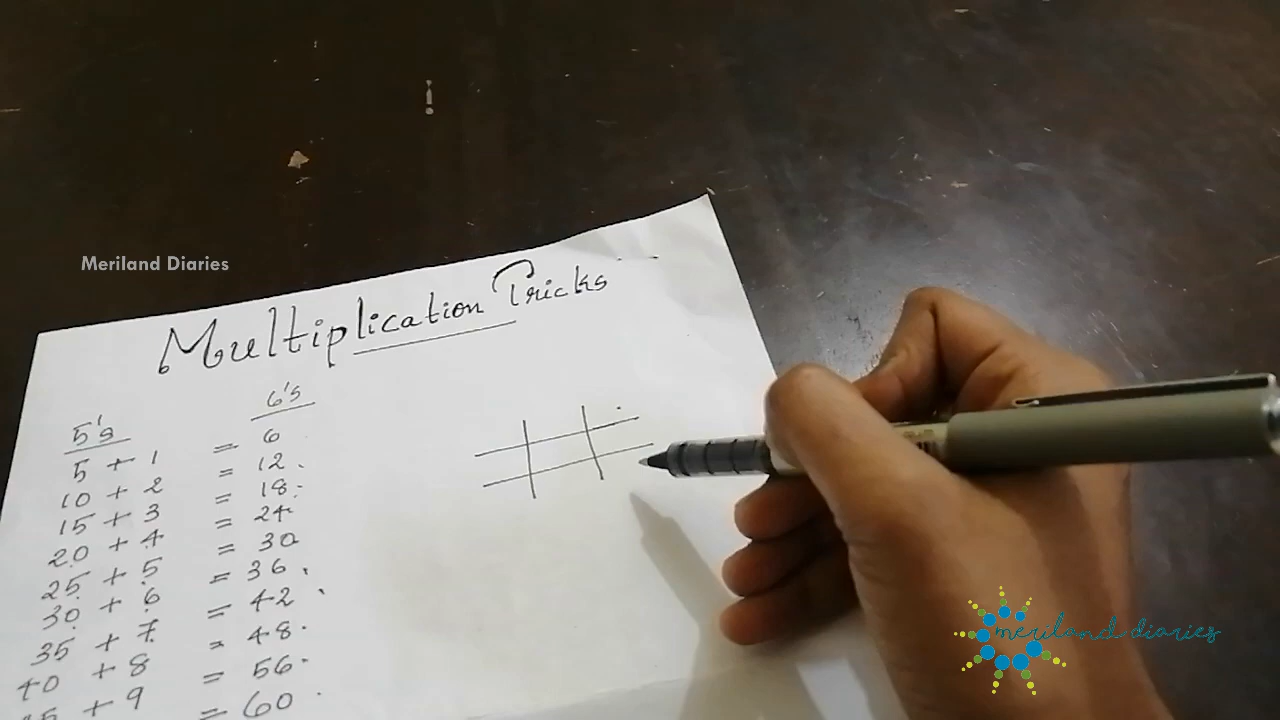 Meriland Diaries
Multiplication Tricks
5's 6's
5 + 1 = 6
10 + 2 = 12
15 + 3 = 18
20 + 4 = 24
25 + 5 = 30
30 + 6 = 36
35 + 7 = 42
40 + 8 = 48
+ 9 = 56
= 60
meriland diaries